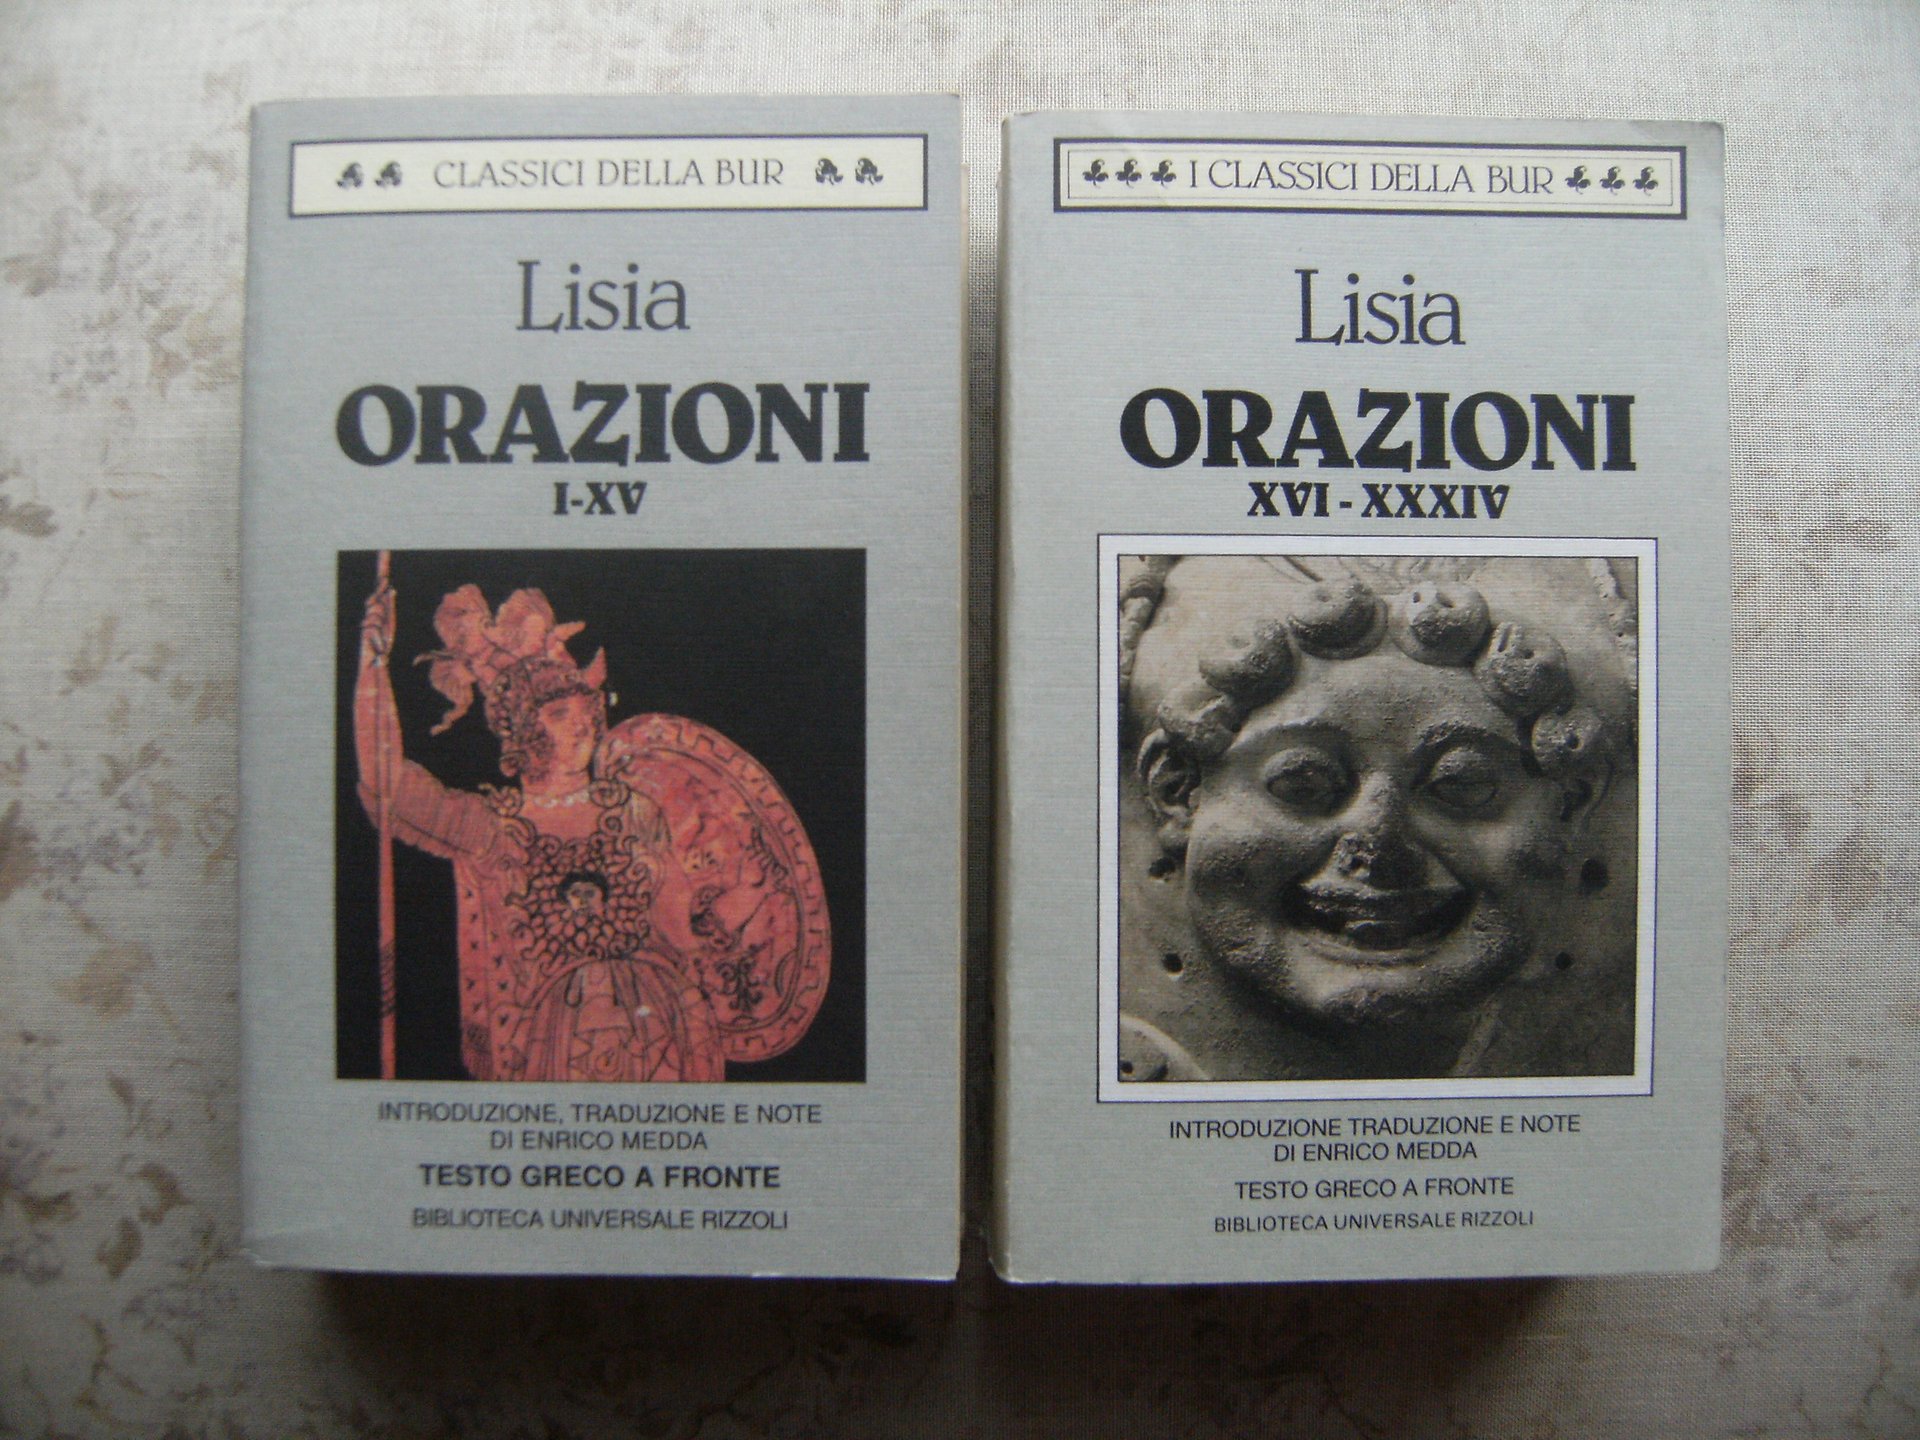 CLASSICI DELLA BUR
Lisia
ORAZIONI
I-XV
INTRODUZIONE, TRADUZIONE E NOTE
DI ENRICO MEDDA
TESTO GRECO A FRONTE
BIBLIOTECA UNIVERSALE RIZZOLI
I CLASSICI DELLA BUR
Lisia
ORAZIONI
XVI-XXXIV
INTRODUZIONE TRADUZIONE E NOTE
DI ENRICO MEDDA
TESTO GRECO A FRONTE
BIBLIOTECA UNIVERSALE RIZZOLI